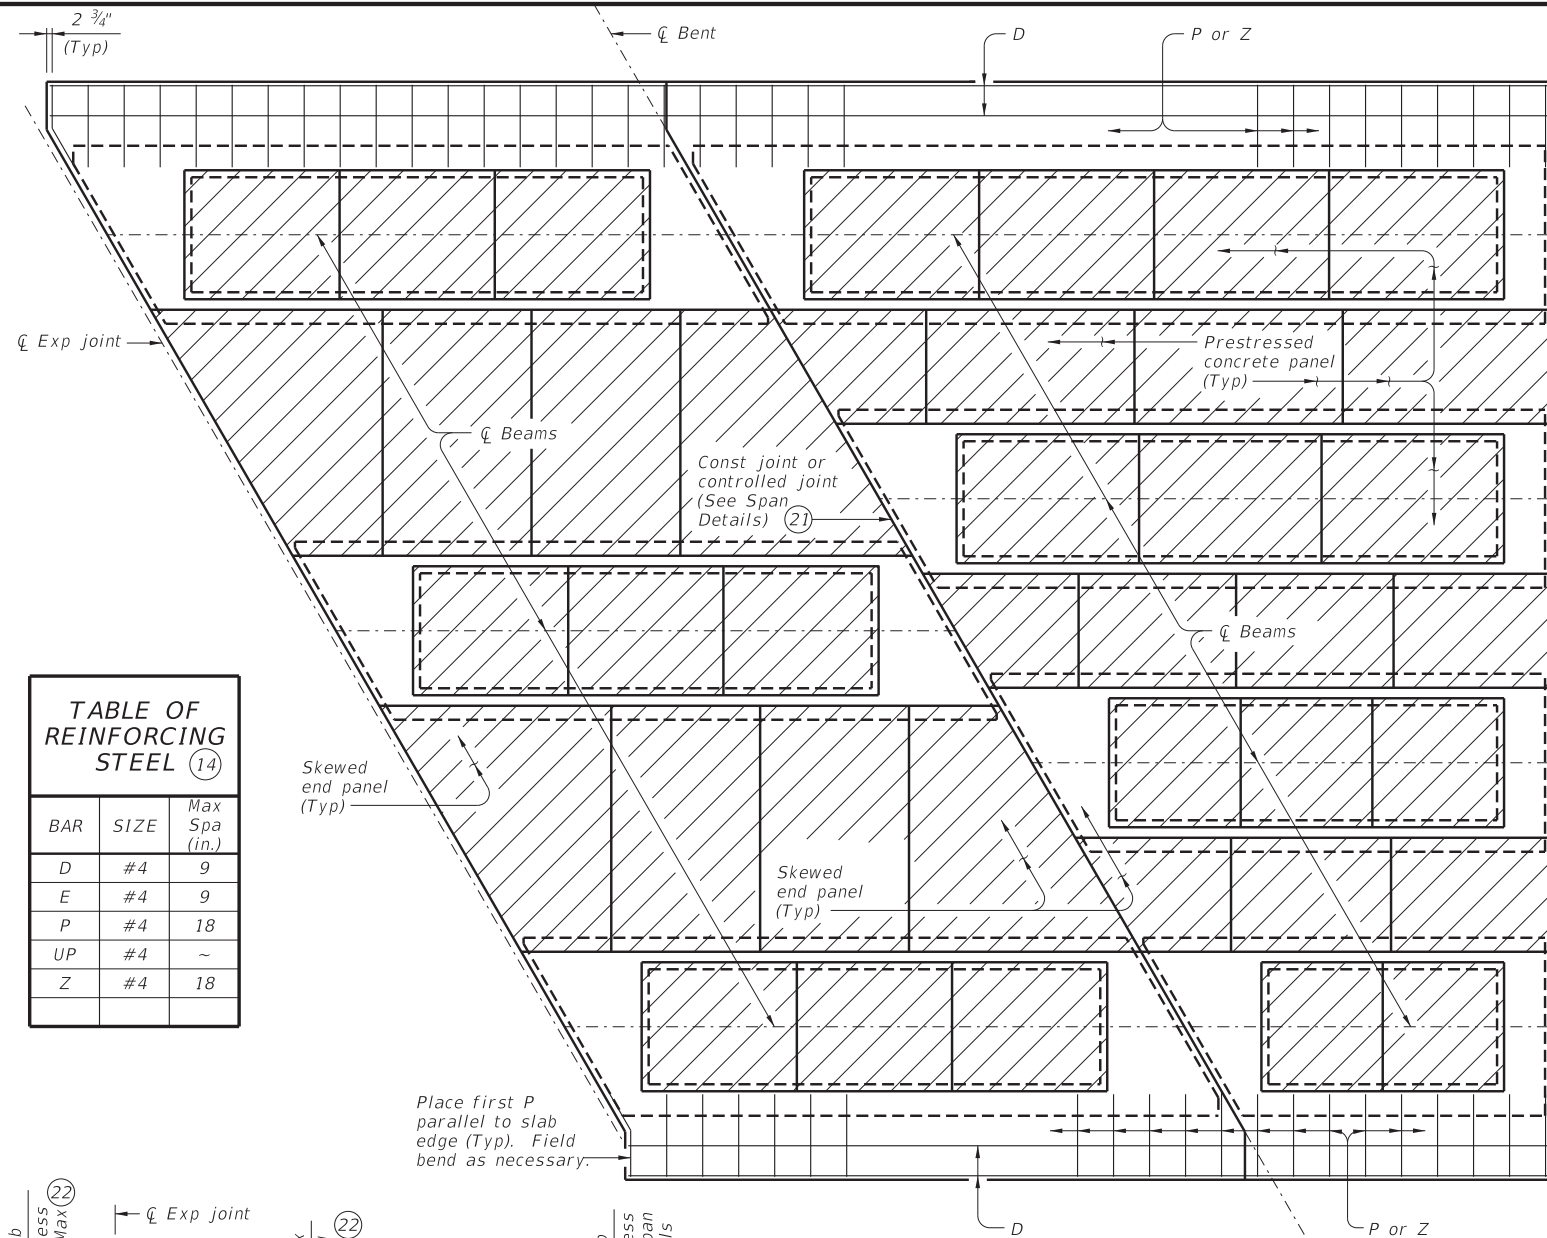 2 ¾"
(Typ)
℄ Bent
D
P or Z
℄ Exp joint
Prestressed
concrete panel
(Typ)
℄ Beams
Const joint or
controlled joint
(See Span
Details) 21
℄ Beams
TABLE OF
REINFORCING
STEEL 14
BAR SIZE Max Spa (in.)
D #4 9
E #4 9
P #4 18
UP #4 ~
Z #4 18
Skewed
end panel
(Typ)
Skewed
end panel
(Typ)
Place first P
parallel to slab
edge (Typ). Field
bend as necessary.
22
Max
℄ Exp joint
22
D
P or Z